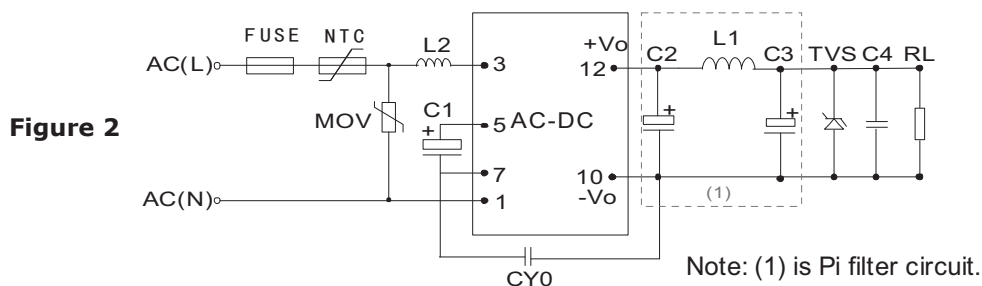 FUSE NTC L2 +Vo C2 L1 C3 TVS C4 RL
AC(L) 3 12
Figure 2 MOV C1 + 5 AC-DC + +
7 10
AC(N) 1 -Vo (1)
CY0 Note: (1) is Pi filter circuit.